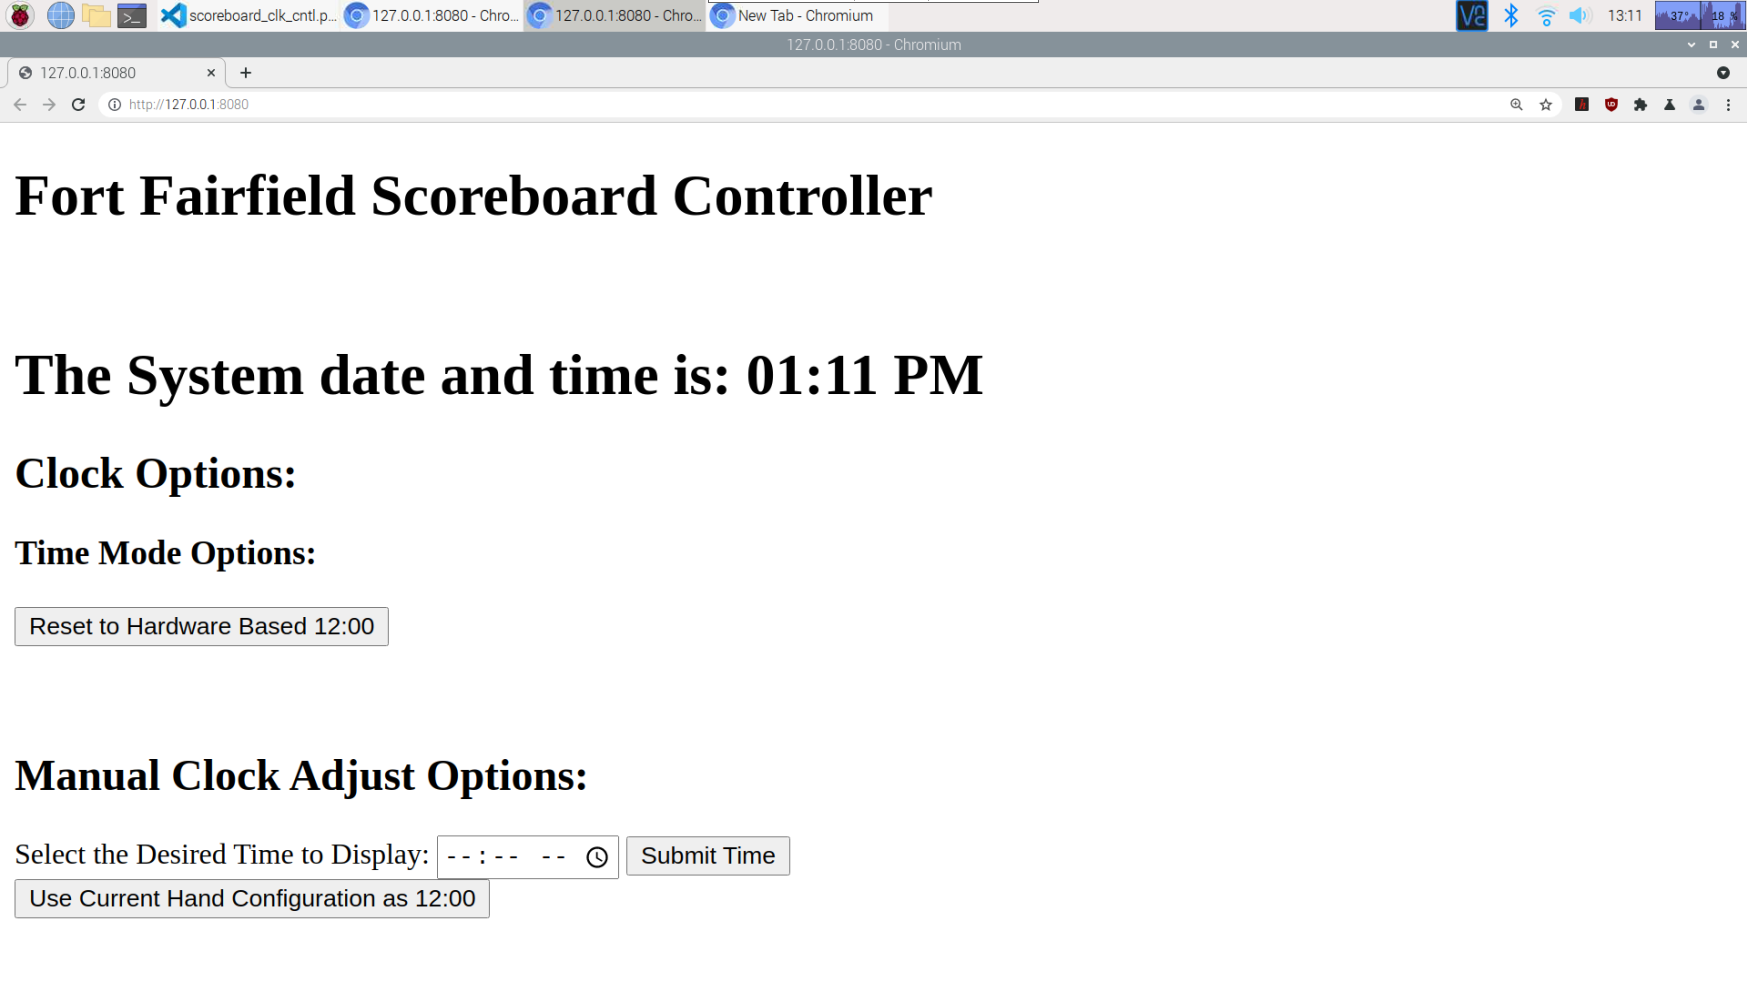 scoreboard_clk_cntl.p... 127.0.0.1:8080 - Chro... 127.0.0.1:8080 - Chro... New Tab - Chromium 13:11 37° 18 %
127.0.0.1:8080 - Chromium
127.0.0.1:8080
http://127.0.0.1:8080
Fort Fairfield Scoreboard Controller
The System date and time is: 01:11 PM
Clock Options:
Time Mode Options:
Reset to Hardware Based 12:00
Manual Clock Adjust Options:
Select the Desired Time to Display: --:-- -- Submit Time
Use Current Hand Configuration as 12:00